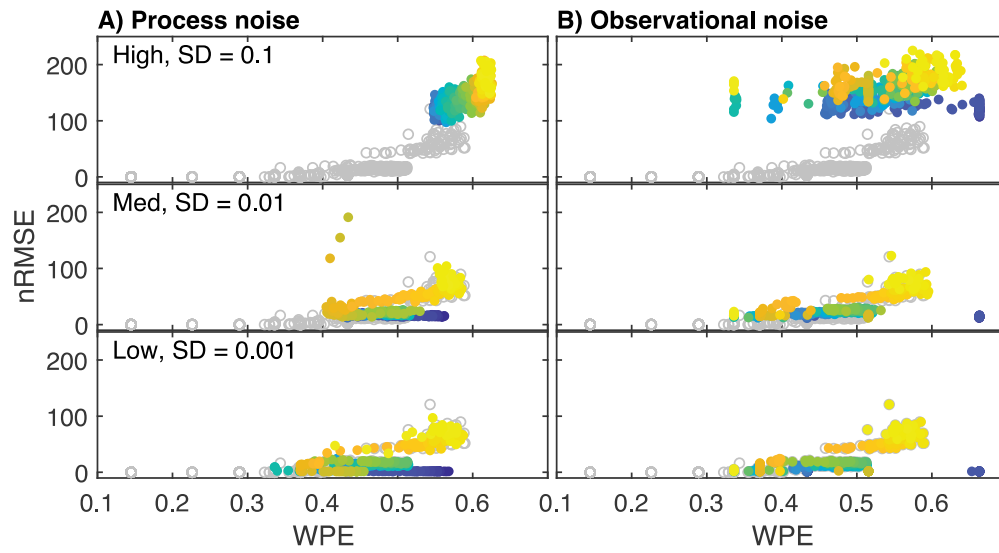 A) Process noise
B) Observational noise
High, SD = 0.1
200
100
0
Med, SD = 0.01
200
100
0
Low, SD = 0.001
200
100
0
nRMSE
0.1 0.2 0.3 0.4 0.5 0.6
0.1 0.2 0.3 0.4 0.5 0.6
WPE
WPE